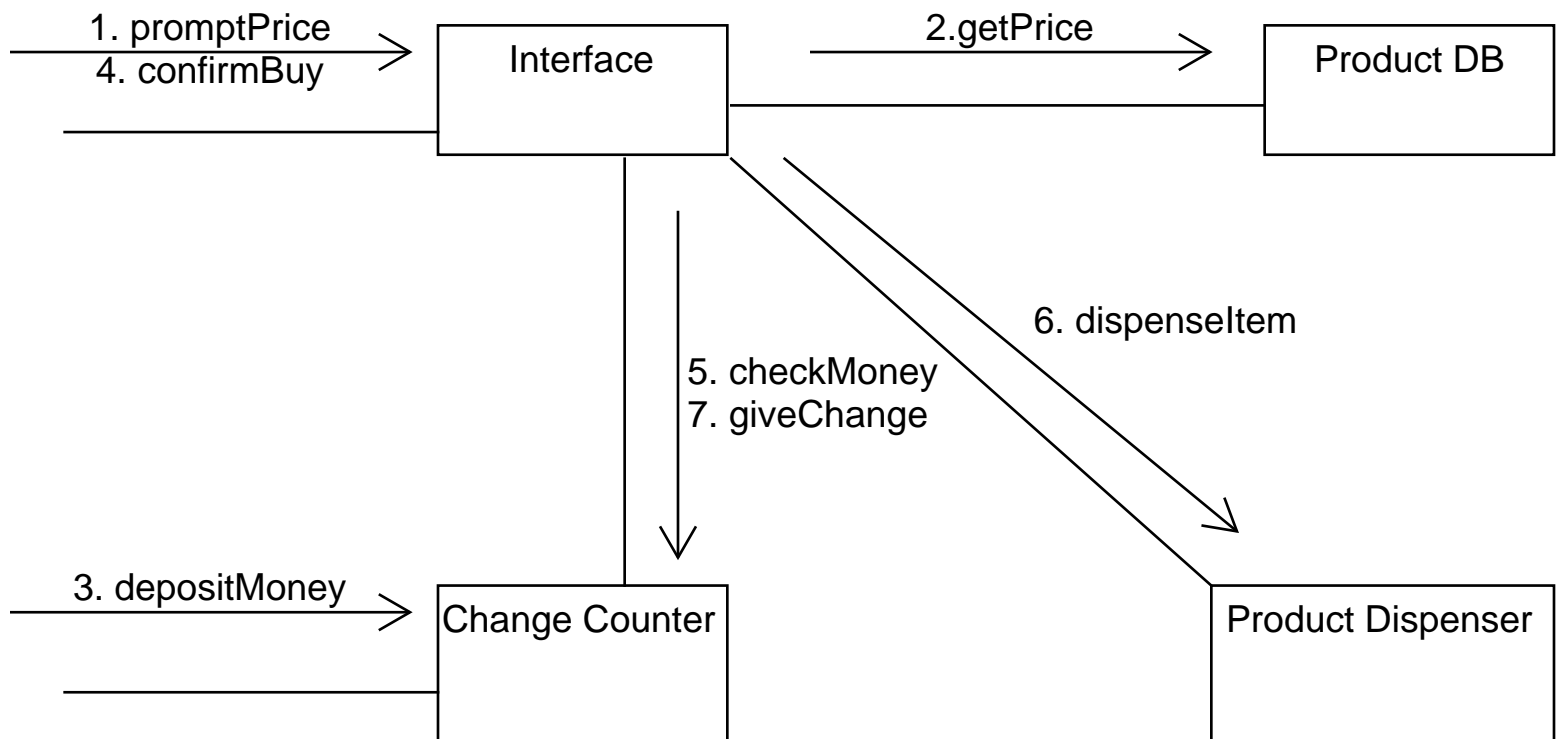 1. promptPrice
4. confirmBuy
Interface
2.getPrice
Product DB
6. dispenseItem
5. checkMoney
7. giveChange
3. depositMoney
Change Counter
Product Dispenser